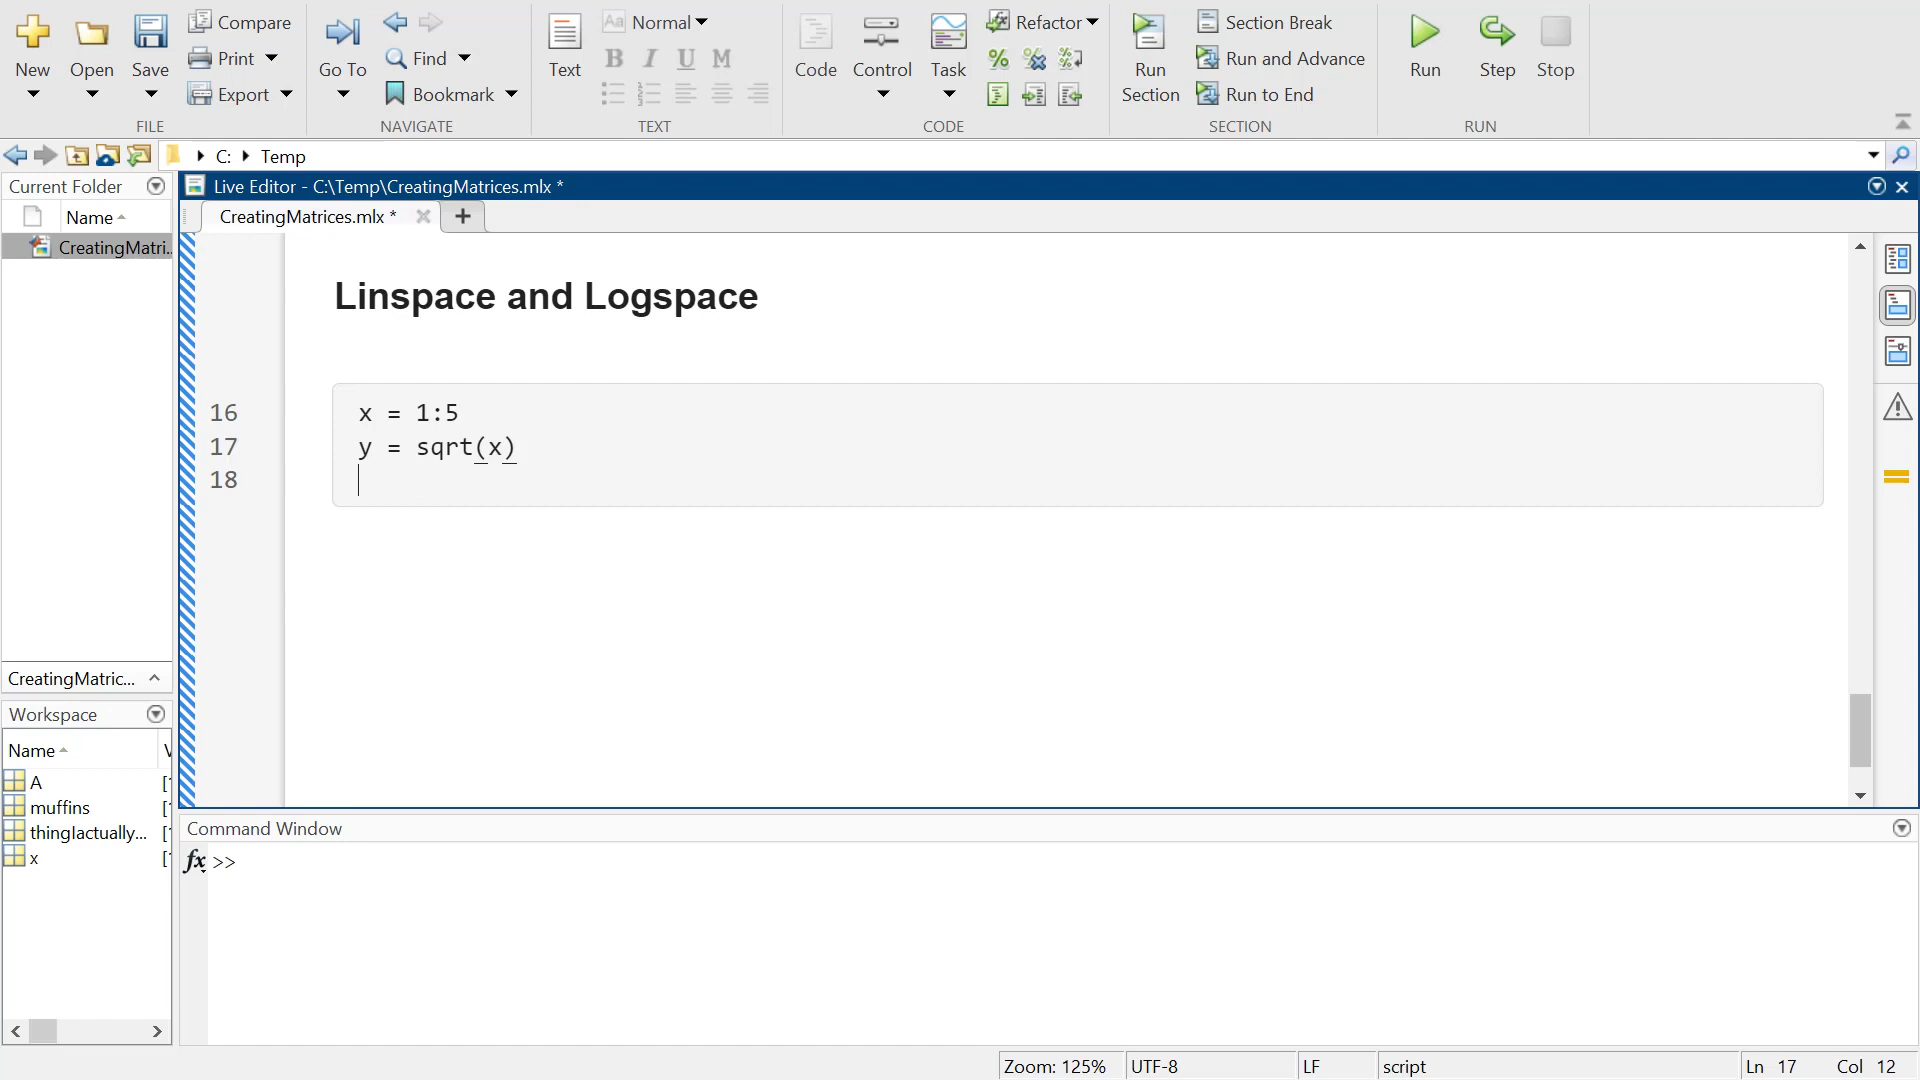 New
Open
Save
Compare
Print
Export
FILE
Go To
Find
Bookmark
NAVIGATE
Text
Aa Normal
B I U M
TEXT
Code
Control
Task
Refactor
CODE
Run
Section
Section Break
Run and Advance
Run to End
SECTION
Run
Step
Stop
RUN
C: Temp
Current Folder
Name
CreatingMatri...
CreatingMatric...
Workspace
Name
A
muffins
thingIactually...
x
Live Editor - C:\Temp\CreatingMatrices.mlx *
CreatingMatrices.mlx *
Linspace and Logspace
16 x = 1:5
17 y = sqrt(x)
18
Command Window
fx >>
Zoom: 125% UTF-8 LF script Ln 17 Col 12